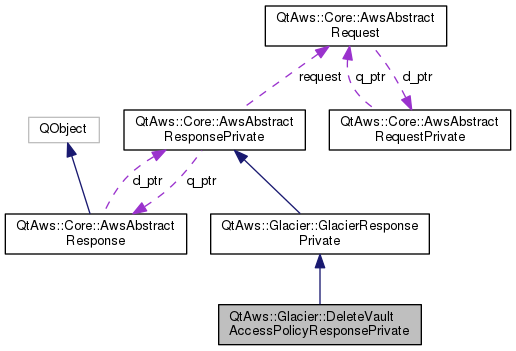 QtAws::Core::AwsAbstract
Request
request
q_ptr
d_ptr
QObject
QtAws::Core::AwsAbstract
ResponsePrivate
QtAws::Core::AwsAbstract
RequestPrivate
d_ptr
q_ptr
QtAws::Core::AwsAbstract
Response
QtAws::Glacier::GlacierResponse
Private
QtAws::Glacier::DeleteVault
AccessPolicyResponsePrivate